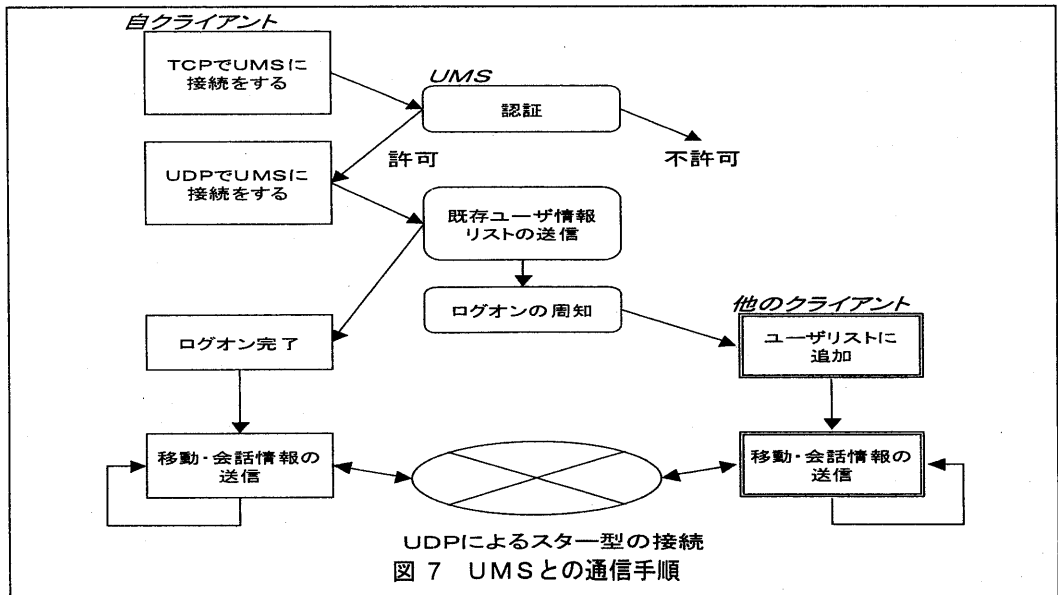 自クライアント
TCPでUMSに
接続をする
UMS
認証
許可
不許可
UDPでUMSに
接続をする
既存ユーザ情報
リストの送信
ログオンの周知
他のクライアント
ログオン完了
ユーザリストに
追加
移動・会話情報の
送信
移動・会話情報の
送信
UDPによるスター型の接続
図 7 UMSとの通信手順